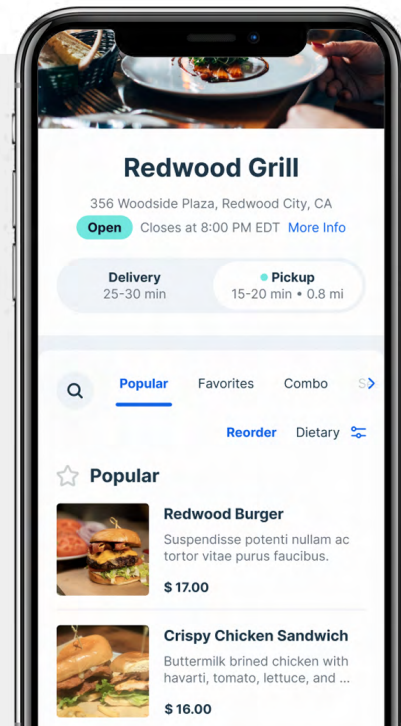 Redwood Grill
356 Woodside Plaza, Redwood City, CA
Open Closes at 8:00 PM EDT More Info
Delivery Pickup
25-30 min 15-20 min • 0.8 mi
Popular Favorites Combo
Reorder Dietary
Popular
Redwood Burger
Suspendisse potenti nullam ac
tortor vitae purus faucibus.
$ 17.00
Crispy Chicken Sandwich
Buttermilk brined chicken with
havarti, tomato, lettuce, and ...
$ 16.00